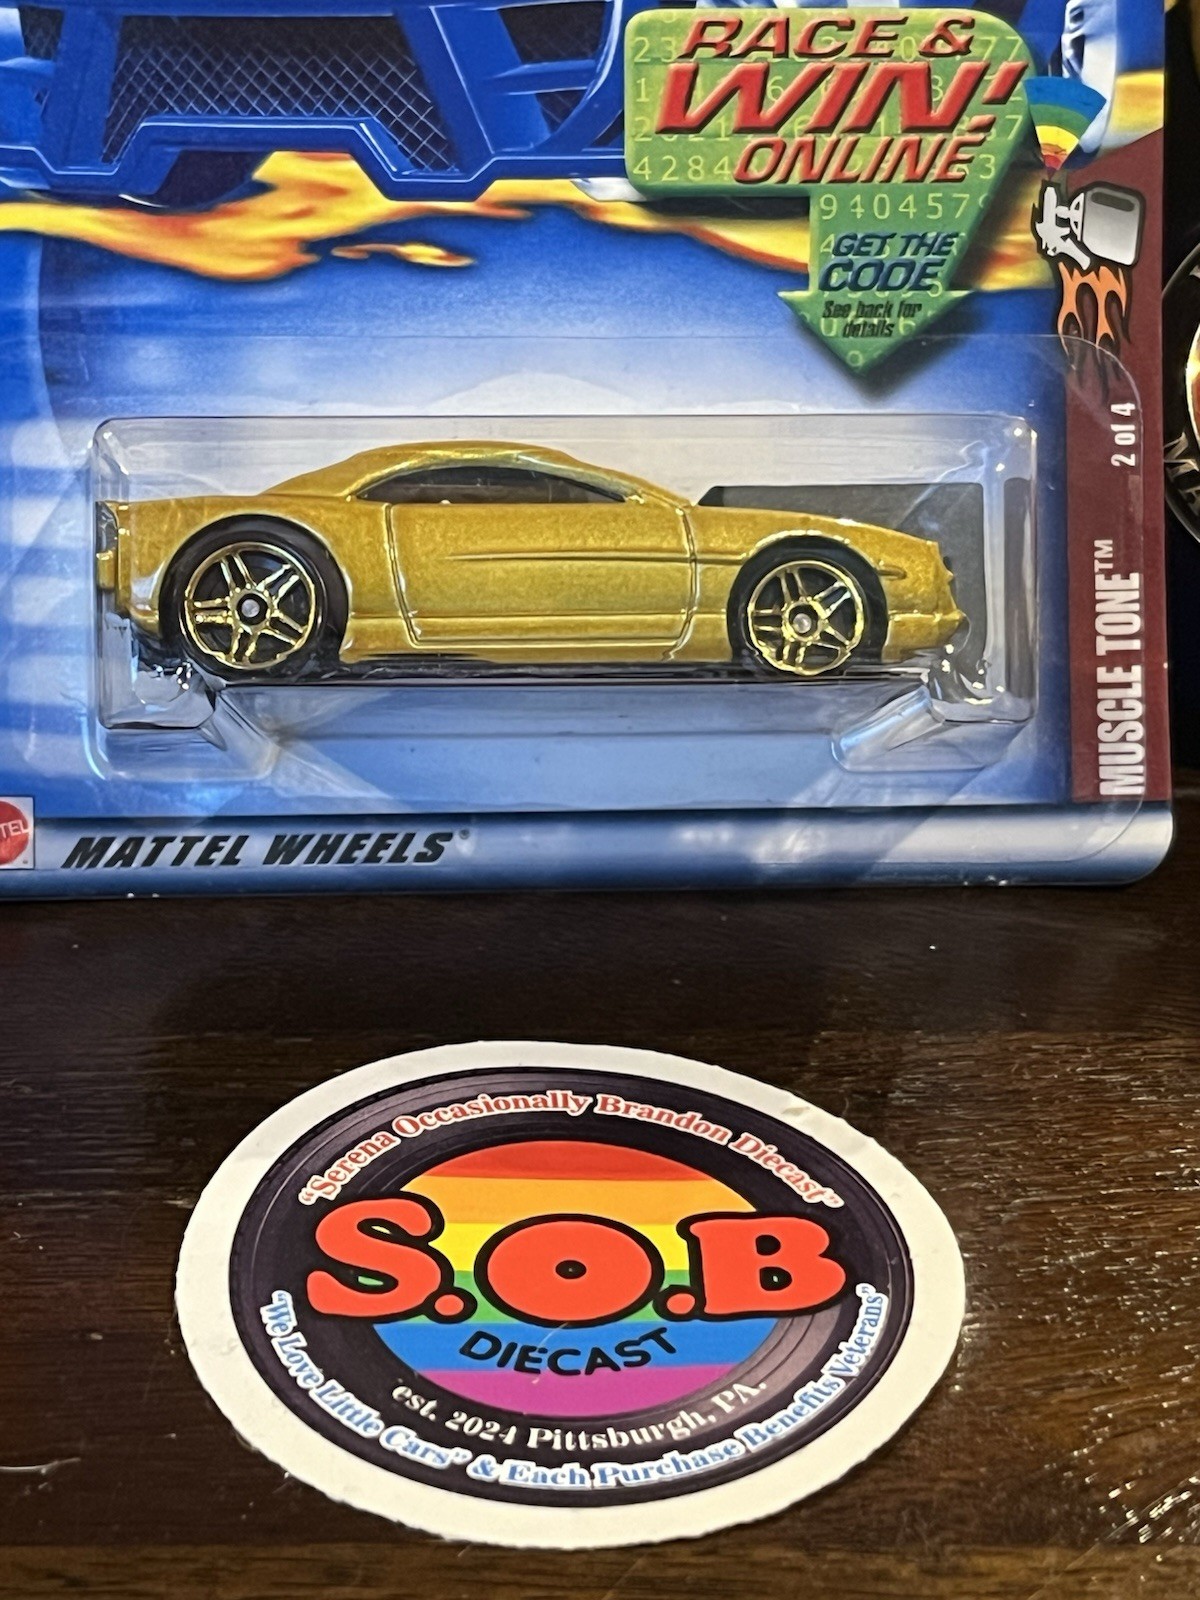 RACE &
WIN!
ONLINE
GET THE
CODE
See back for
details
2 of 4
MUSCLE TONE™
MATTEL WHEELS®
"Serena Occasionally Brandon Diecast"
S.O.B
DIECAST
est. 2024 Pittsburgh, PA.
"We Love Little Cars" & Each Purchase Benefits Veterans"